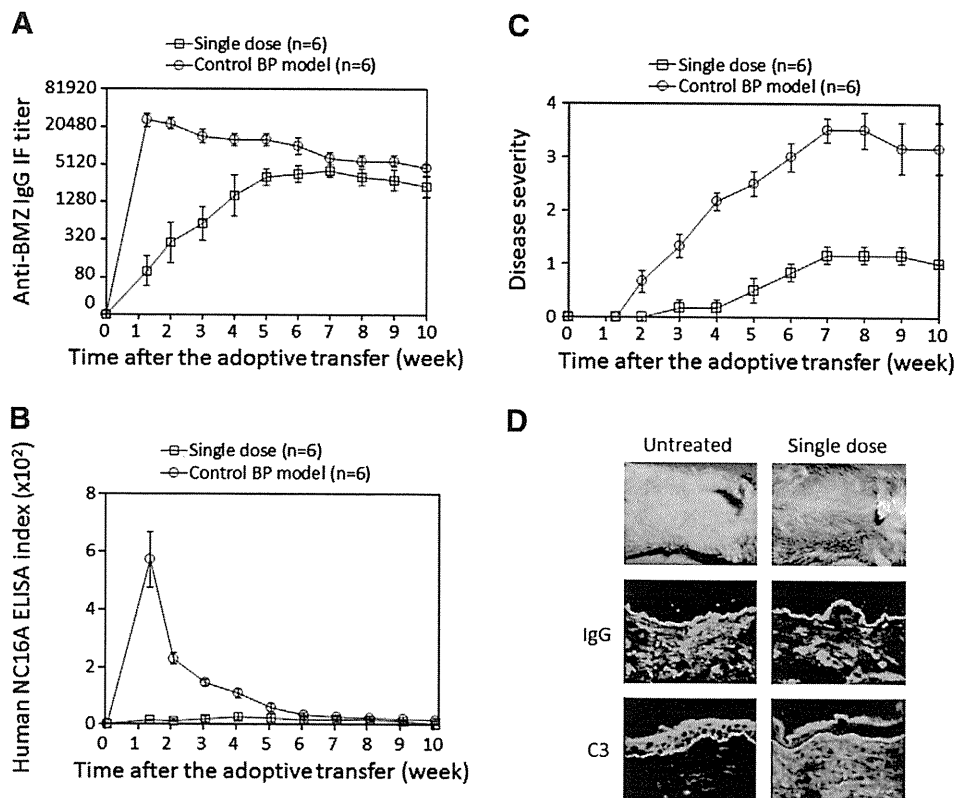 A
Single dose (n=6)
Control BP model (n=6)
Anti-BMZ IgG IF titer
81920
20480
5120
1280
320
80
0
0 1 2 3 4 5 6 7 8 9 10
Time after the adoptive transfer (week)
B
Single dose (n=6)
Control BP model (n=6)
Human NC16A ELISA index (x10²)
8
6
4
2
0
0 1 2 3 4 5 6 7 8 9 10
Time after the adoptive transfer (week)
C
Single dose (n=6)
Control BP model (n=6)
Disease severity
4
3
2
1
0
0 1 2 3 4 5 6 7 8 9 10
Time after the adoptive transfer (week)
D
Untreated Single dose
IgG
C3